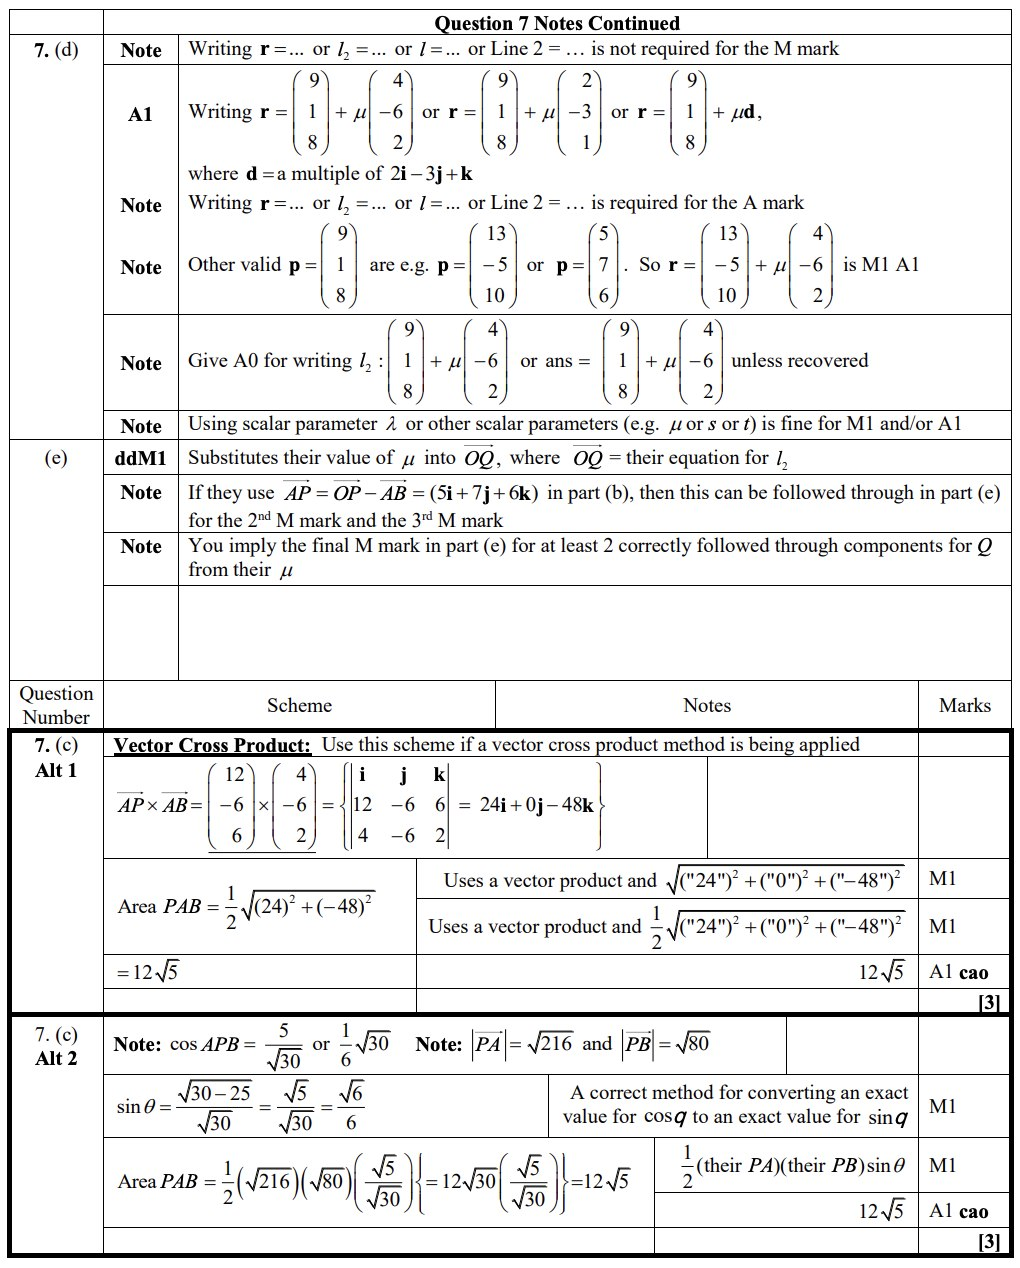 Question 7 Notes Continued
7. (d) Note Writing r = ... or l₂ = ... or l = ... or Line 2 = … is not required for the M mark
A1 Writing r = (9 1 8) + μ(4 −6 2) or r = (9 1 8) + μ(2 −3 1) or r = (9 1 8) + μd,
where d = a multiple of 2i − 3j + k
Note Writing r = ... or l₂ = ... or l = ... or Line 2 = … is required for the A mark
Note Other valid p = (9 1 8) are e.g. p = (13 −5 10) or p = (5 7 6). So r = (13 −5 10) + μ(4 −6 2) is M1 A1
Note Give A0 for writing l₂ : (9 1 8) + μ(4 −6 2) or ans = (9 1 8) + μ(4 −6 2) unless recovered
Note Using scalar parameter λ or other scalar parameters (e.g. μ or s or t) is fine for M1 and/or A1
(e) ddM1 Substitutes their value of μ into OQ⃗, where OQ⃗ = their equation for l₂
Note If they use AP⃗ = OP⃗ − AB⃗ = (5i + 7j + 6k) in part (b), then this can be followed through in part (e)
for the 2nd M mark and the 3rd M mark
Note You imply the final M mark in part (e) for at least 2 correctly followed through components for Q
from their μ
Question Number Scheme Notes Marks
7. (c) Alt 1 Vector Cross Product: Use this scheme if a vector cross product method is being applied
AP⃗ × AB⃗ = (12 −6 6) × (4 −6 2) = { |i j k; 12 −6 6; 4 −6 2| = 24i + 0j − 48k }
Area PAB = 1/2 √((24)² + (−48)²)
Uses a vector product and √(("24")² + ("0")² + ("−48")²) M1
Uses a vector product and 1/2 √(("24")² + ("0")² + ("−48")²) M1
= 12√5 12√5 A1 cao
[3]
7. (c) Alt 2 Note: cos APB = 5/√30 or 1/6 √30 Note: |PA⃗| = √216 and |PB⃗| = √80
sin θ = √(30 − 25)/√30 = √5/√30 = √6/6
A correct method for converting an exact
value for cos q to an exact value for sin q M1
Area PAB = 1/2 (√216)(√80)(√5/√30) { = 12√30 (√5/√30) } = 12√5
1/2 (their PA)(their PB) sin θ M1
12√5 A1 cao
[3]